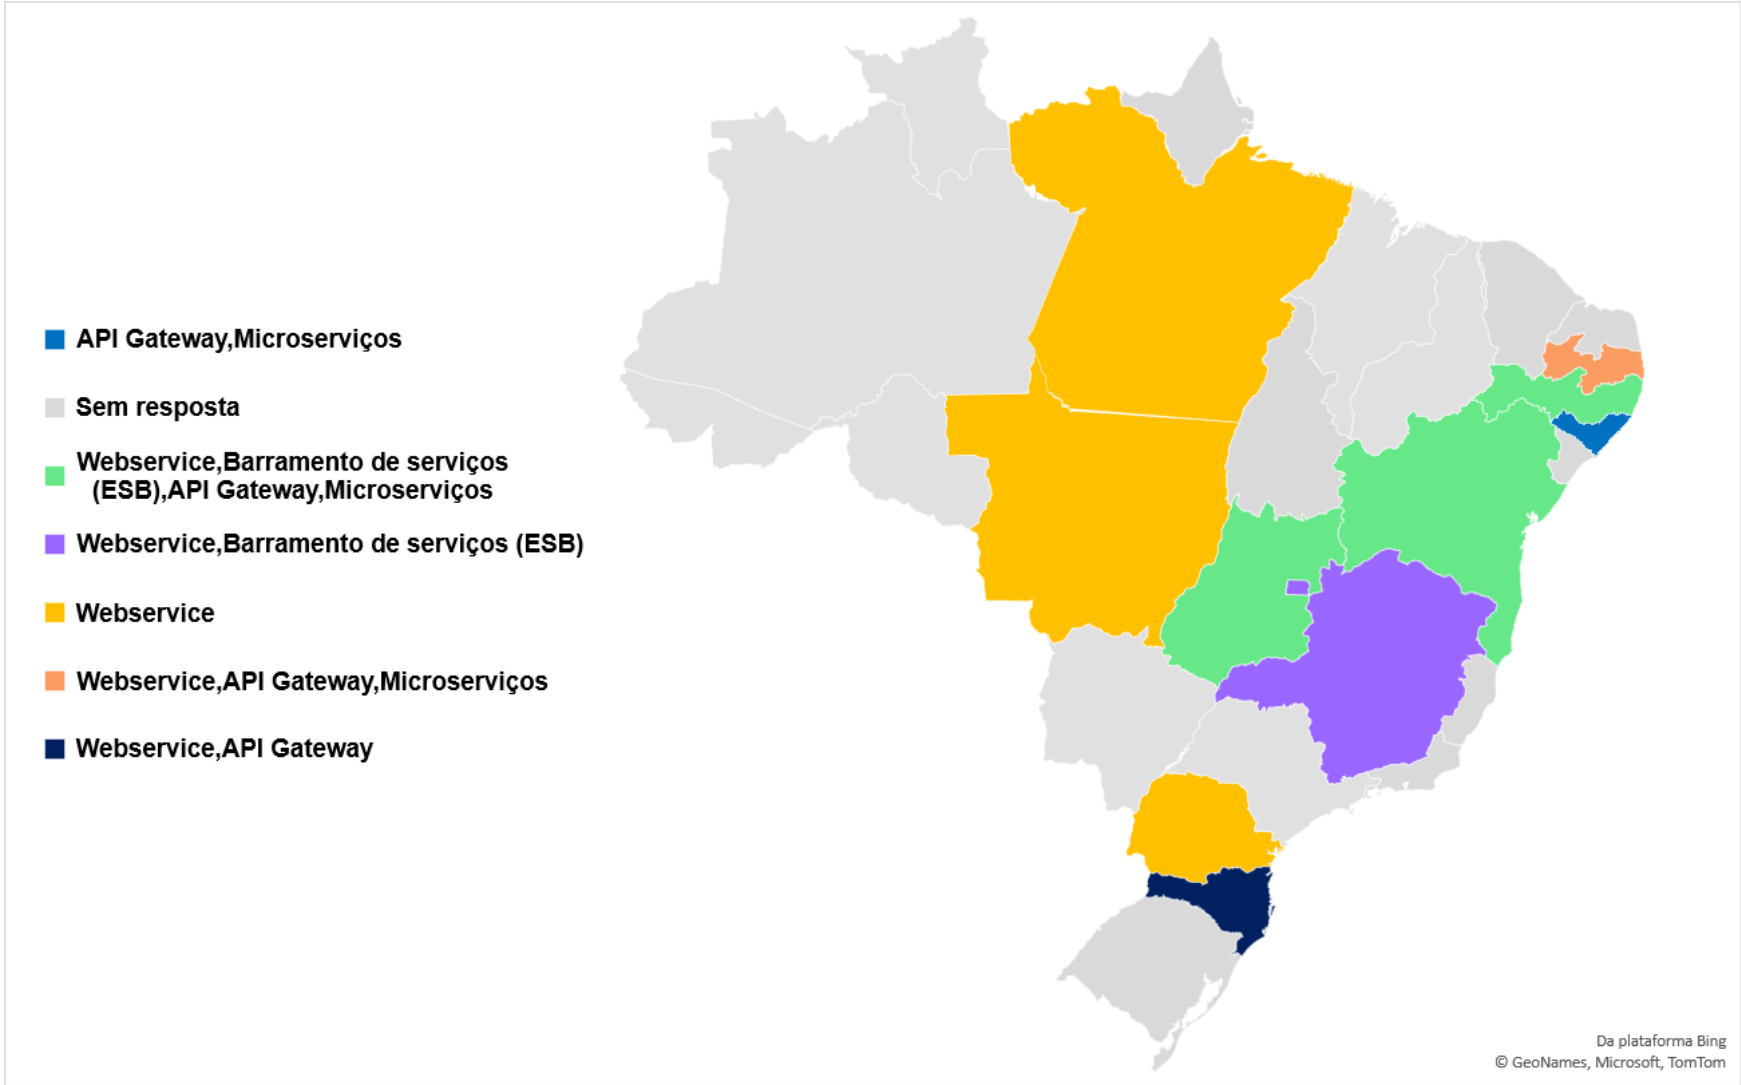 API Gateway,Microserviços
Sem resposta
Webservice,Barramento de serviços
(ESB),API Gateway,Microserviços
Webservice,Barramento de serviços (ESB)
Webservice
Webservice,API Gateway,Microserviços
Webservice,API Gateway
Da plataforma Bing
© GeoNames, Microsoft, TomTom